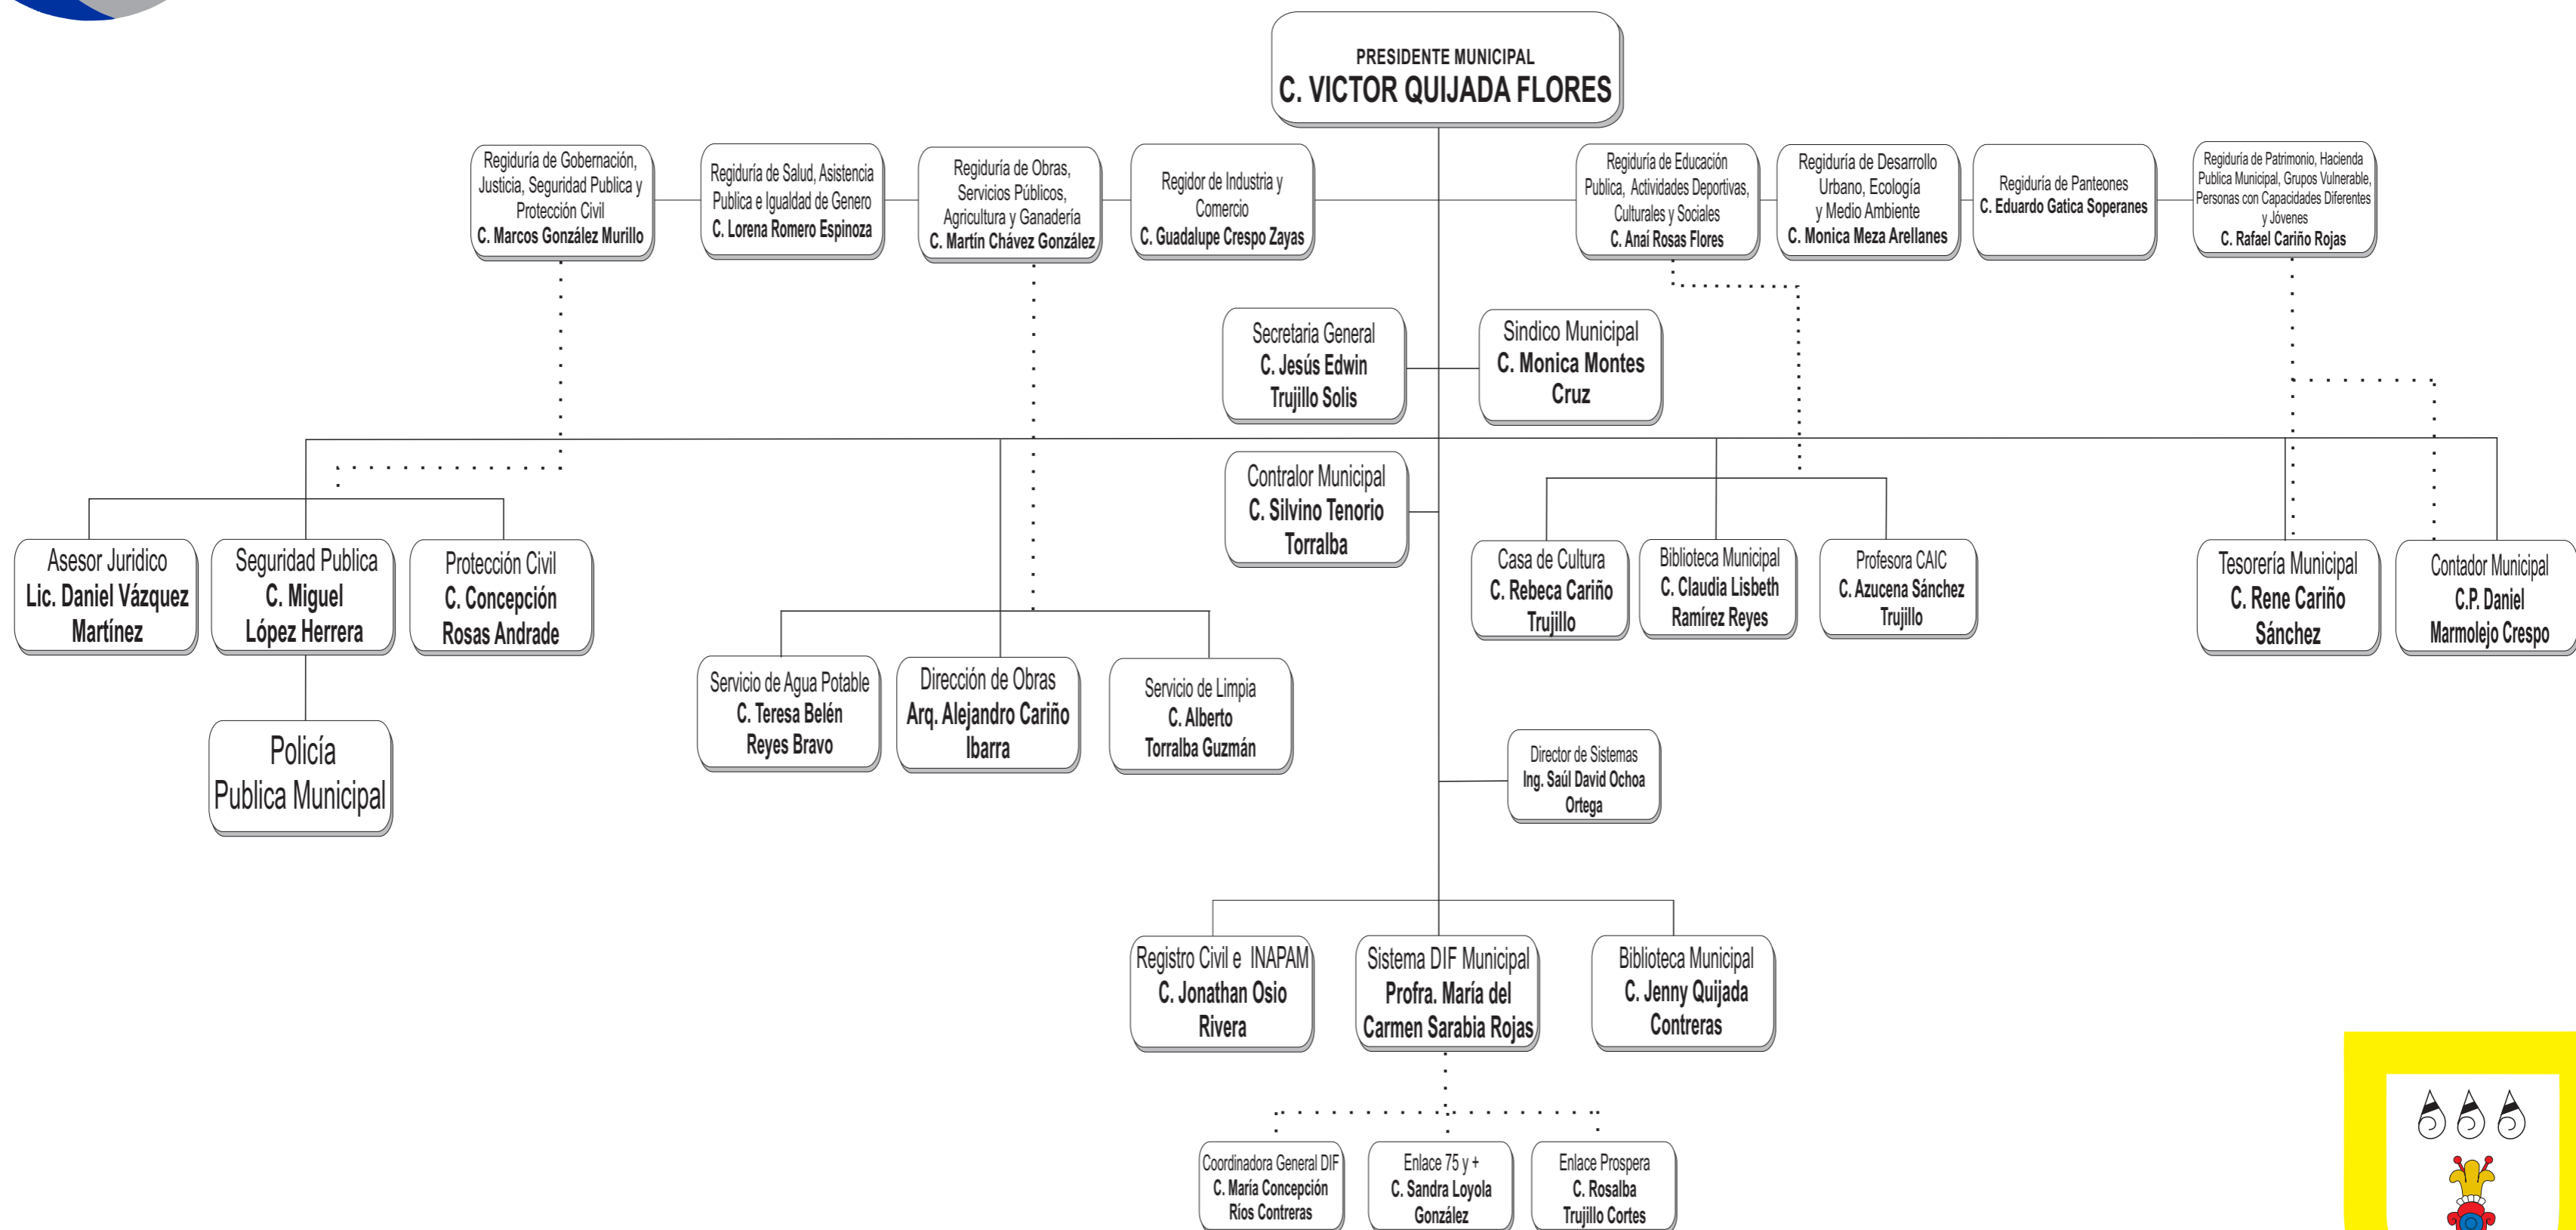 PRESIDENTE MUNICIPAL
C. VICTOR QUIJADA FLORES
Regiduría de Gobernación,
Justicia, Seguridad Publica y
Protección Civil
C. Marcos González Murillo
Regiduría de Salud, Asistencia
Publica e Igualdad de Genero
C. Lorena Romero Espinoza
Regiduría de Obras,
Servicios Públicos,
Agricultura y Ganadería
C. Martín Chávez González
Regidor de Industria y
Comercio
C. Guadalupe Crespo Zayas
Regiduría de Educación
Publica, Actividades Deportivas,
Culturales y Sociales
C. Anaí Rosas Flores
Regiduría de Desarrollo
Urbano, Ecología
y Medio Ambiente
C. Monica Meza Arellanes
Regiduría de Panteones
C. Eduardo Gatica Soperanes
Regiduría de Patrimonio, Hacienda
Publica Municipal, Grupos Vulnerable,
Personas con Capacidades Diferentes
y Jóvenes
C. Rafael Cariño Rojas
Secretaria General
C. Jesús Edwin
Trujillo Solis
Sindico Municipal
C. Monica Montes
Cruz
Contralor Municipal
C. Silvino Tenorio
Torralba
Asesor Juridico
Lic. Daniel Vázquez
Martínez
Seguridad Publica
C. Miguel
López Herrera
Protección Civil
C. Concepción
Rosas Andrade
Casa de Cultura
C. Rebeca Cariño
Trujillo
Biblioteca Municipal
C. Claudia Lisbeth
Ramírez Reyes
Profesora CAIC
C. Azucena Sánchez
Trujillo
Tesorería Municipal
C. Rene Cariño
Sánchez
Contador Municipal
C.P. Daniel
Marmolejo Crespo
Servicio de Agua Potable
C. Teresa Belén
Reyes Bravo
Dirección de Obras
Arq. Alejandro Cariño
Ibarra
Servicio de Limpia
C. Alberto
Torralba Guzmán
Policía
Publica Municipal
Director de Sistemas
Ing. Saúl David Ochoa
Ortega
Registro Civil e INAPAM
C. Jonathan Osio
Rivera
Sistema DIF Municipal
Profra. María del
Carmen Sarabia Rojas
Biblioteca Municipal
C. Jenny Quijada
Contreras
Coordinadora General DIF
C. María Concepción
Ríos Contreras
Enlace 75 y +
C. Sandra Loyola
González
Enlace Prospera
C. Rosalba
Trujillo Cortes